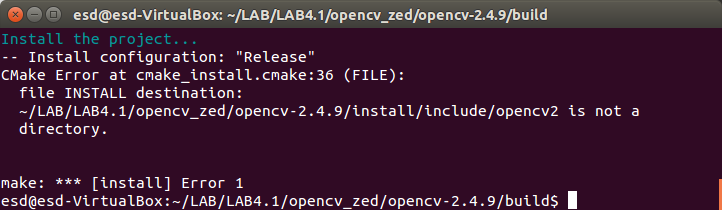 esd@esd-VirtualBox: ~/LAB/LAB4.1/opencv_zed/opencv-2.4.9/build
Install the project...
-- Install configuration: "Release"
CMake Error at cmake_install.cmake:36 (FILE):
  file INSTALL destination:
  ~/LAB/LAB4.1/opencv_zed/opencv-2.4.9/install/include/opencv2 is not a
  directory.
make: *** [install] Error 1
esd@esd-VirtualBox:~/LAB/LAB4.1/opencv_zed/opencv-2.4.9/build$